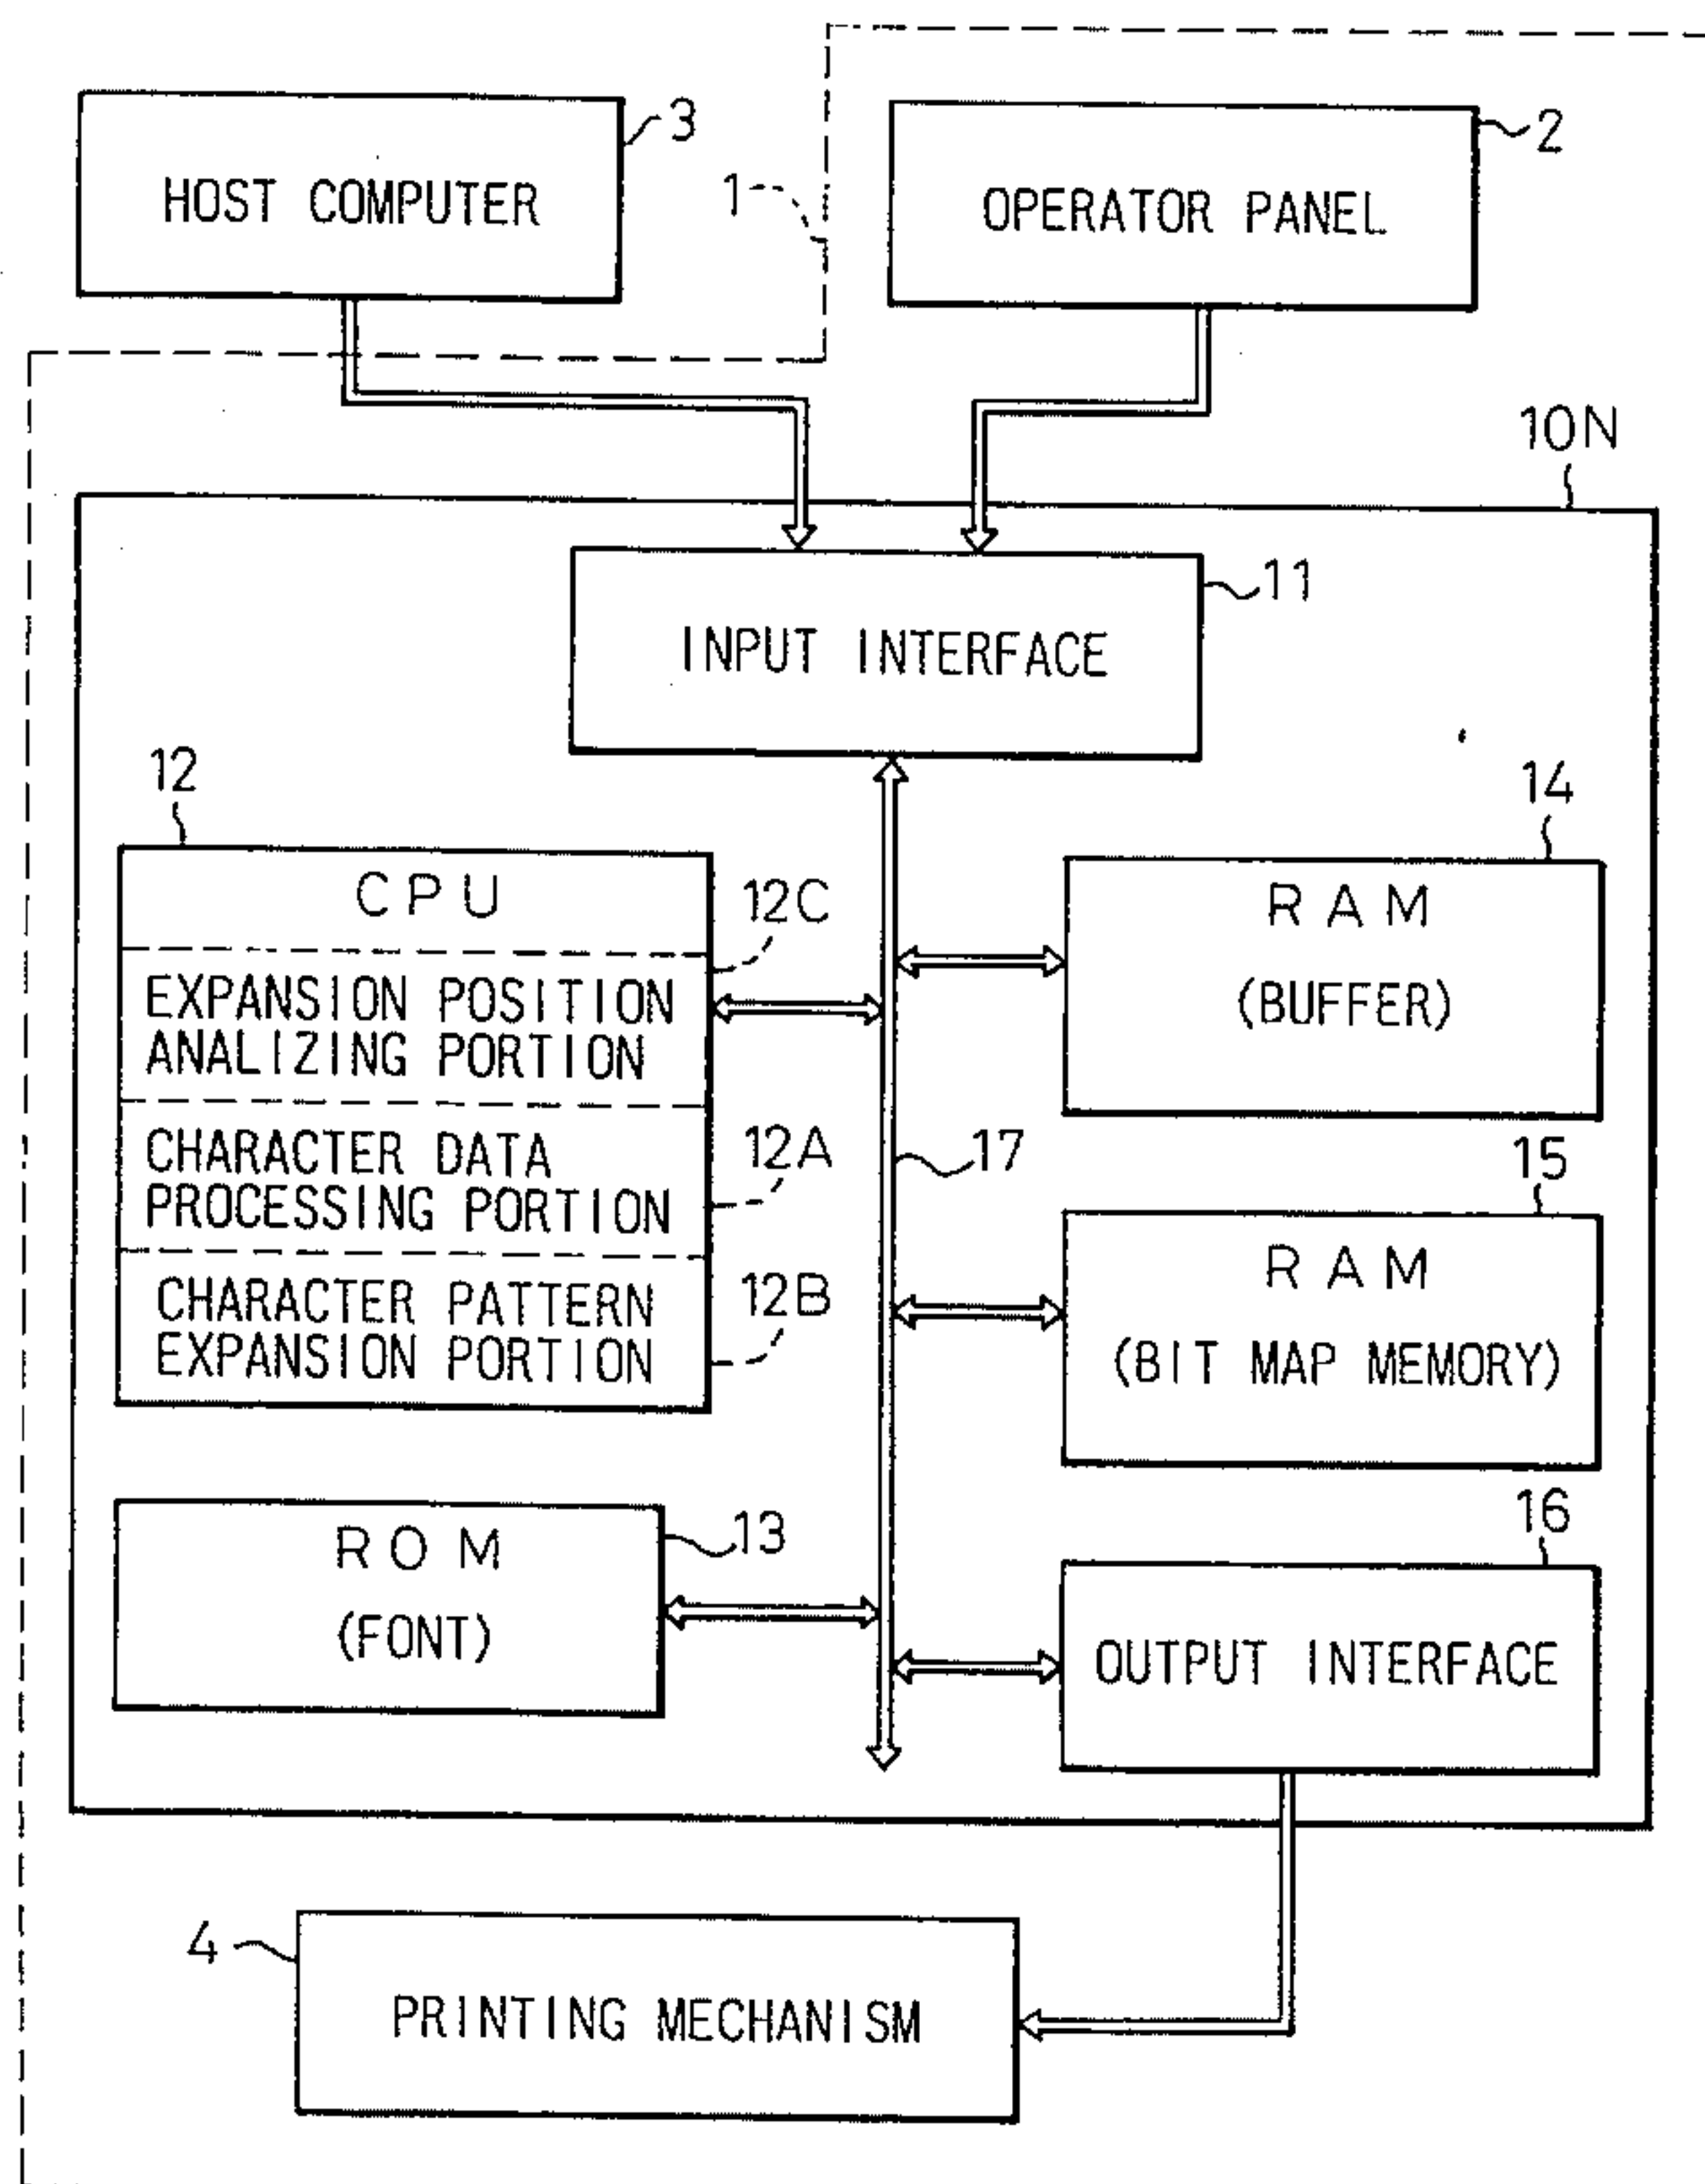 HOST COMPUTER
3
1
OPERATOR PANEL
2
10N
INPUT INTERFACE
11
12
CPU
12C
EXPANSION POSITION
ANALIZING PORTION
CHARACTER DATA
PROCESSING PORTION
12A
CHARACTER PATTERN
EXPANSION PORTION
12B
14
RAM
(BUFFER)
17
15
RAM
(BIT MAP MEMORY)
ROM
(FONT)
13
16
OUTPUT INTERFACE
4
PRINTING MECHANISM